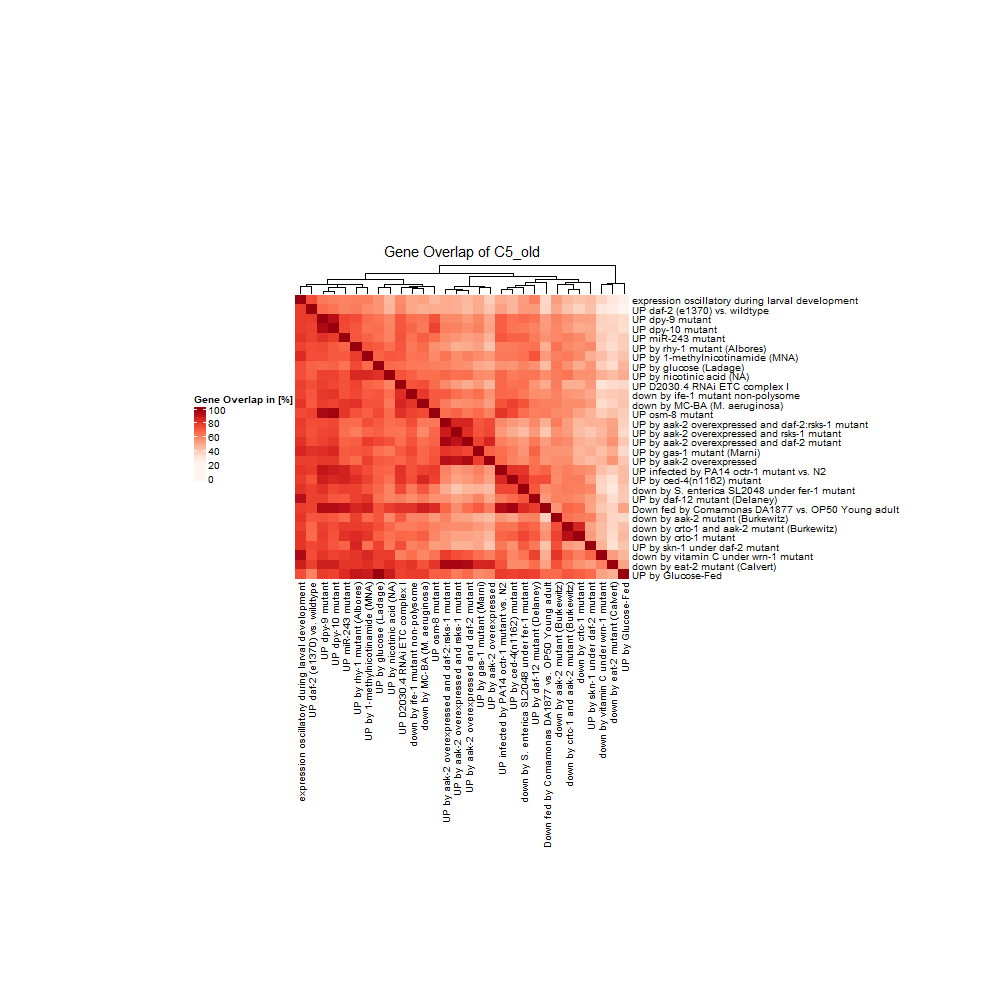 Gene Overlap of C5_old
expression oscillatory during larval development
UP daf-2 (e1370) vs. wildtype
UP dpy-9 mutant
UP dpy-10 mutant
UP miR-243 mutant
UP by rhy-1 mutant (Albores)
UP by 1-methylnicotinamide (MNA)
UP by glucose (Ladage)
UP by nicotinic acid (NA)
UP D2030.4 RNAi ETC complex I
down by ife-1 mutant non-polysome
down by MC-BA (M. aeruginosa)
UP osm-8 mutant
UP by aak-2 overexpressed and daf-2:rsks-1 mutant
UP by aak-2 overexpressed and rsks-1 mutant
UP by aak-2 overexpressed and daf-2 mutant
UP by gas-1 mutant (Marni)
UP by aak-2 overexpressed
UP infected by PA14 octr-1 mutant vs. N2
UP by ced-4(n1162) mutant
down by S. enterica SL2048 under fer-1 mutant
UP by daf-12 mutant (Delaney)
Down fed by Comamonas DA1877 vs. OP50 Young adult
down by aak-2 mutant (Burkewitz)
down by crtc-1 and aak-2 mutant (Burkewitz)
down by crtc-1 mutant
UP by skn-1 under daf-2 mutant
down by vitamin C under wrn-1 mutant
down by eat-2 mutant (Calvert)
UP by Glucose-Fed
Gene Overlap in [%]
100
80
60
40
20
0
expression oscillatory during larval development
UP daf-2 (e1370) vs. wildtype
UP dpy-9 mutant
UP dpy-10 mutant
UP miR-243 mutant
UP by rhy-1 mutant (Albores)
UP by 1-methylnicotinamide (MNA)
UP by glucose (Ladage)
UP by nicotinic acid (NA)
UP D2030.4 RNAi ETC complex I
down by ife-1 mutant non-polysome
down by MC-BA (M. aeruginosa)
UP osm-8 mutant
UP by aak-2 overexpressed and daf-2:rsks-1 mutant
UP by aak-2 overexpressed and rsks-1 mutant
UP by aak-2 overexpressed and daf-2 mutant
UP by gas-1 mutant (Marni)
UP by aak-2 overexpressed
UP infected by PA14 octr-1 mutant vs. N2
UP by ced-4(n1162) mutant
down by S. enterica SL2048 under fer-1 mutant
UP by daf-12 mutant (Delaney)
Down fed by Comamonas DA1877 vs. OP50 Young adult
down by aak-2 mutant (Burkewitz)
down by crtc-1 and aak-2 mutant (Burkewitz)
down by crtc-1 mutant
UP by skn-1 under daf-2 mutant
down by vitamin C under wrn-1 mutant
down by eat-2 mutant (Calvert)
UP by Glucose-Fed